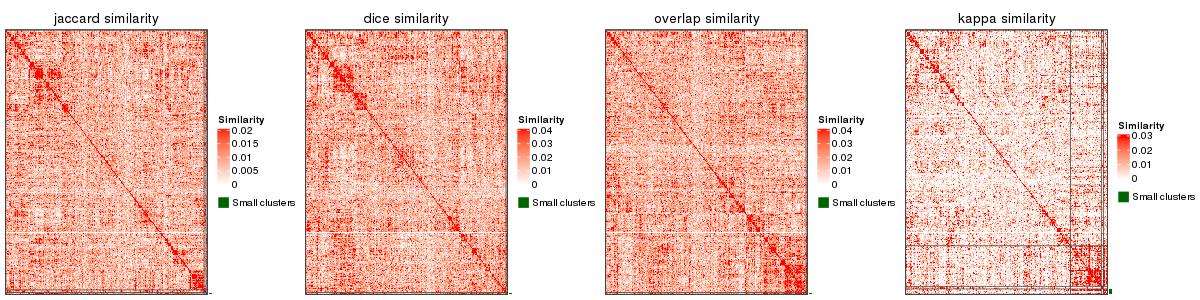 jaccard similarity
Similarity
0.02
0.015
0.01
0.005
0
Small clusters
dice similarity
Similarity
0.04
0.03
0.02
0.01
0
Small clusters
overlap similarity
Similarity
0.04
0.03
0.02
0.01
0
Small clusters
kappa similarity
Similarity
0.03
0.02
0.01
0
Small clusters